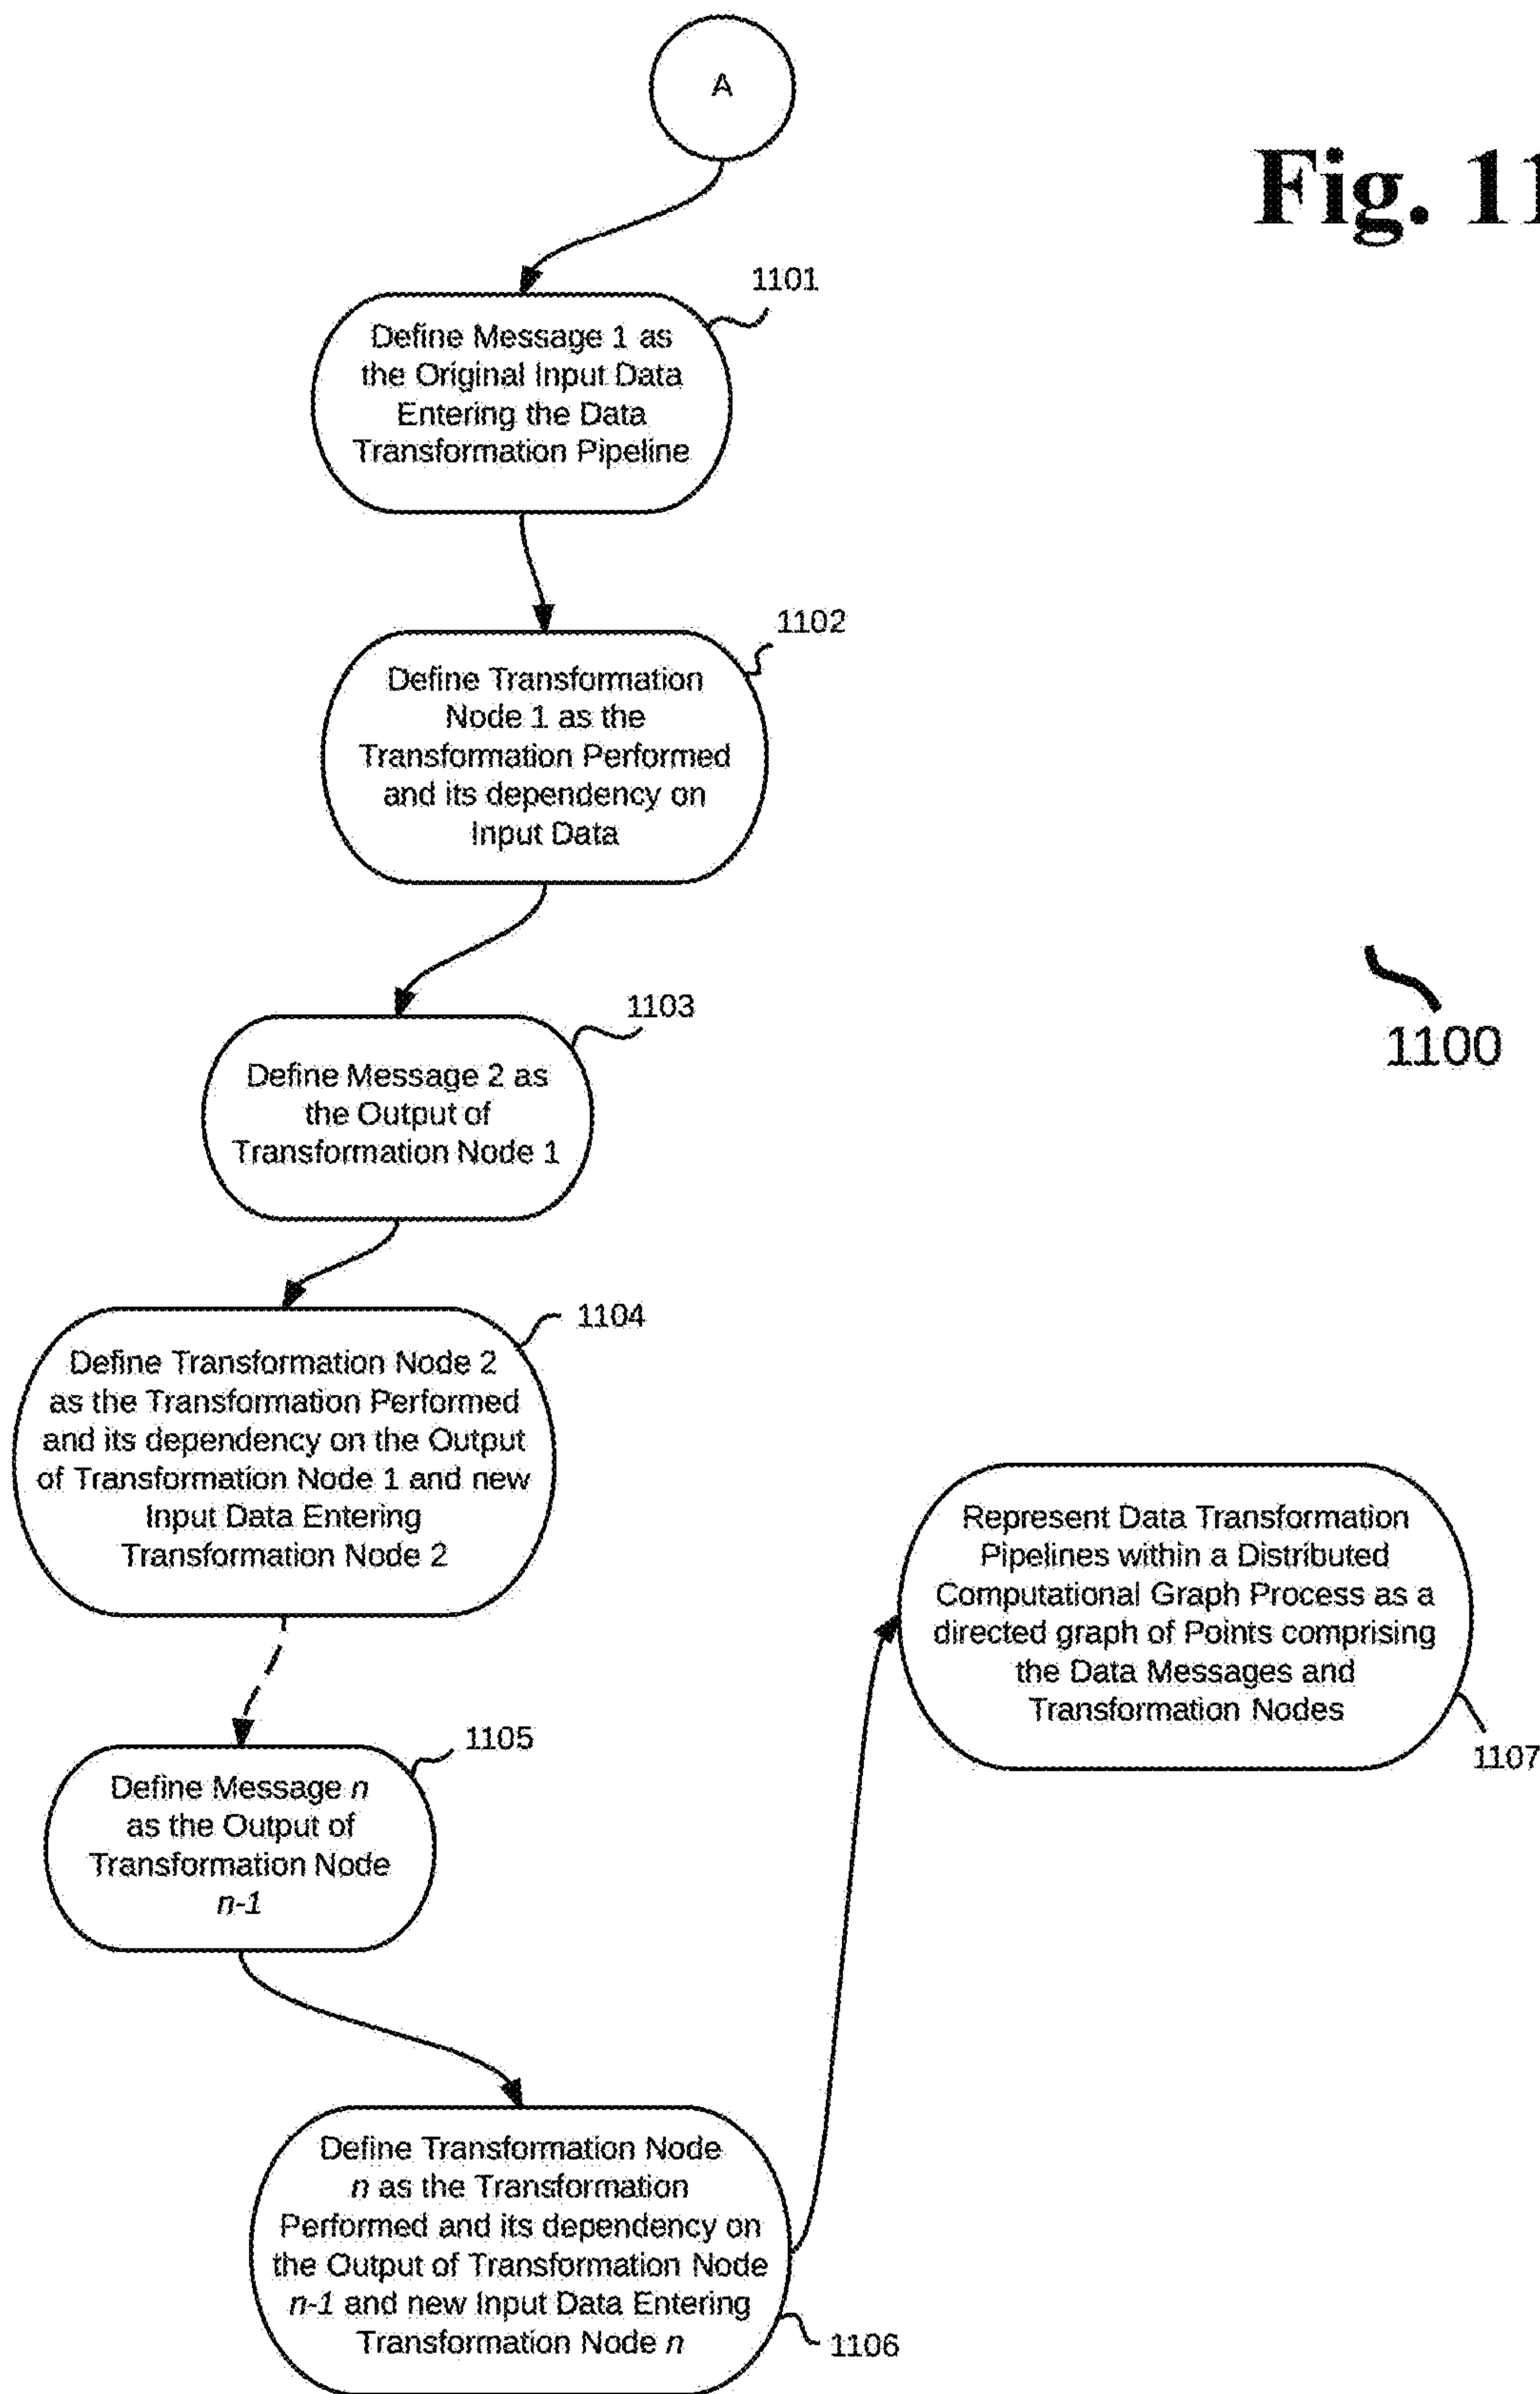 A
Fig. 11
1101
Define Message 1 as
the Original Input Data
Entering the Data
Transformation Pipeline
1102
Define Transformation
Node 1 as the
Transformation Performed
and its dependency on
Input Data
1103
Define Message 2 as
the Output of
Transformation Node 1
1100
1104
Define Transformation Node 2
as the Transformation Performed
and its dependency on the Output
of Transformation Node 1 and new
Input Data Entering
Transformation Node 2
1105
Define Message n
as the Output of
Transformation Node
n-1
Define Transformation Node
n as the Transformation
Performed and its dependency on
the Output of Transformation Node
n-1 and new Input Data Entering
Transformation Node n
1106
Represent Data Transformation
Pipelines within a Distributed
Computational Graph Process as a
directed graph of Points comprising
the Data Messages and
Transformation Nodes
1107